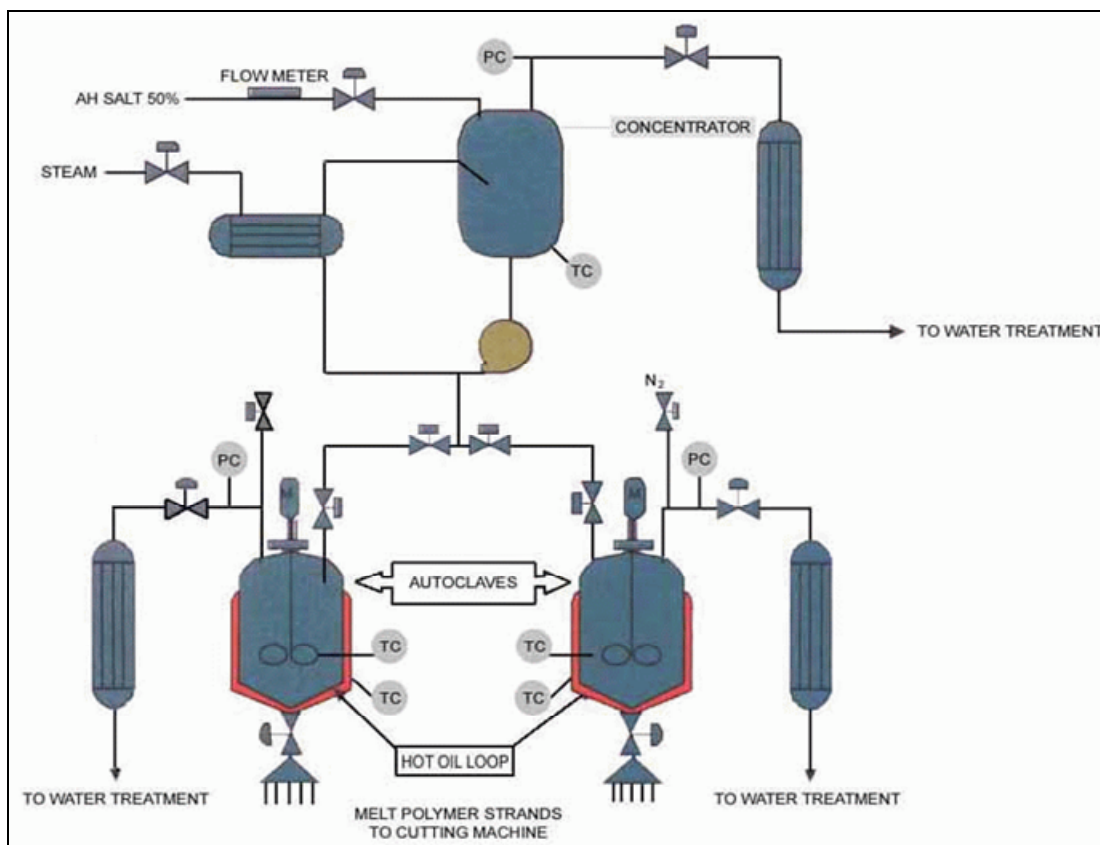 PC
FLOW METER
AH SALT 50%
CONCENTRATOR
STEAM
TC
TO WATER TREATMENT
N₂
PC
PC
M
M
AUTOCLAVES
TC
TC
TC
TC
HOT OIL LOOP
TO WATER TREATMENT
TO WATER TREATMENT
MELT POLYMER STRANDS
TO CUTTING MACHINE